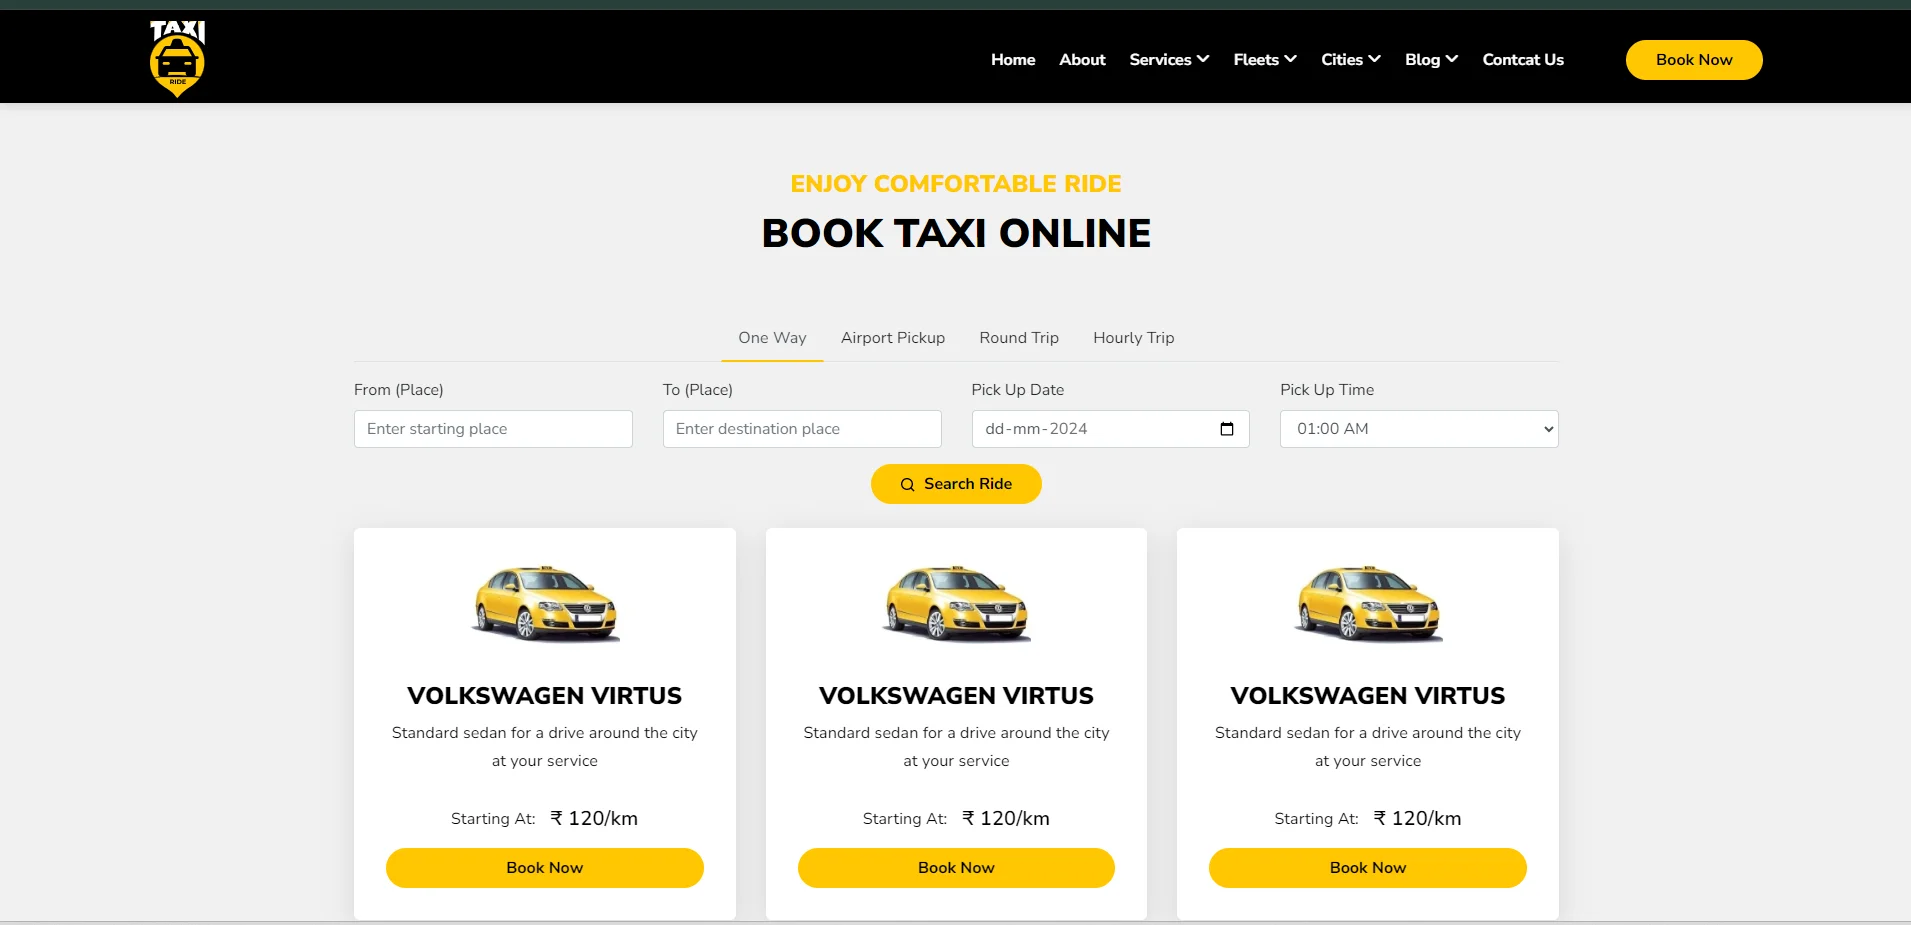 TAXI
RIDE
Home About Services Fleets Cities Blog Contcat Us Book Now
ENJOY COMFORTABLE RIDE
BOOK TAXI ONLINE
One Way Airport Pickup Round Trip Hourly Trip
From (Place) To (Place) Pick Up Date Pick Up Time
Enter starting place Enter destination place dd-mm-2024 01:00 AM
Search Ride
VOLKSWAGEN VIRTUS
Standard sedan for a drive around the city
at your service
Starting At: ₹ 120/km
Book Now
VOLKSWAGEN VIRTUS
Standard sedan for a drive around the city
at your service
Starting At: ₹ 120/km
Book Now
VOLKSWAGEN VIRTUS
Standard sedan for a drive around the city
at your service
Starting At: ₹ 120/km
Book Now